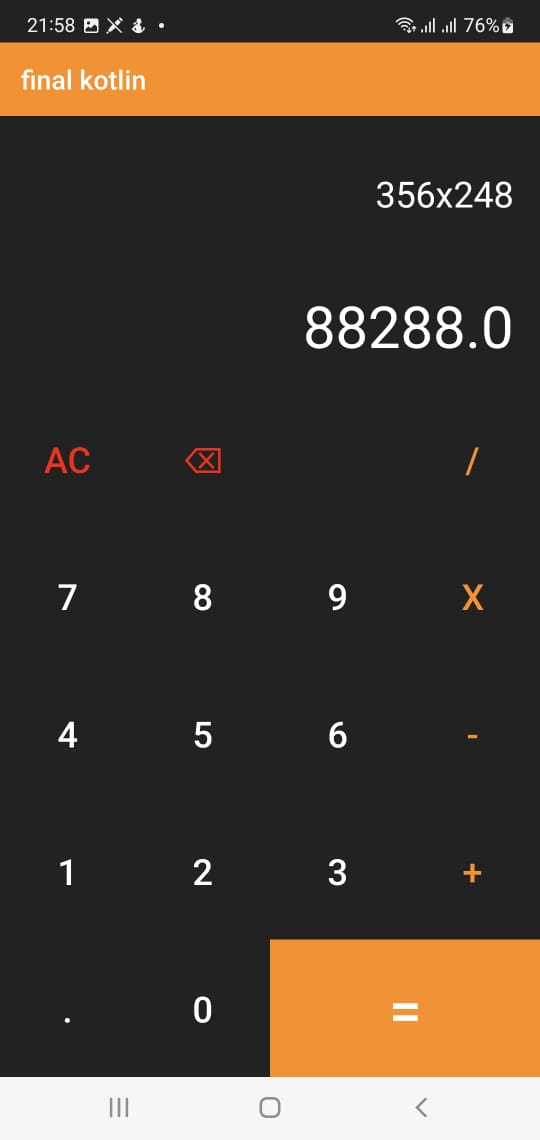 21:58 76%
final kotlin
356x248
88288.0
AC /
7 8 9 X
4 5 6 -
1 2 3 +
. 0 =